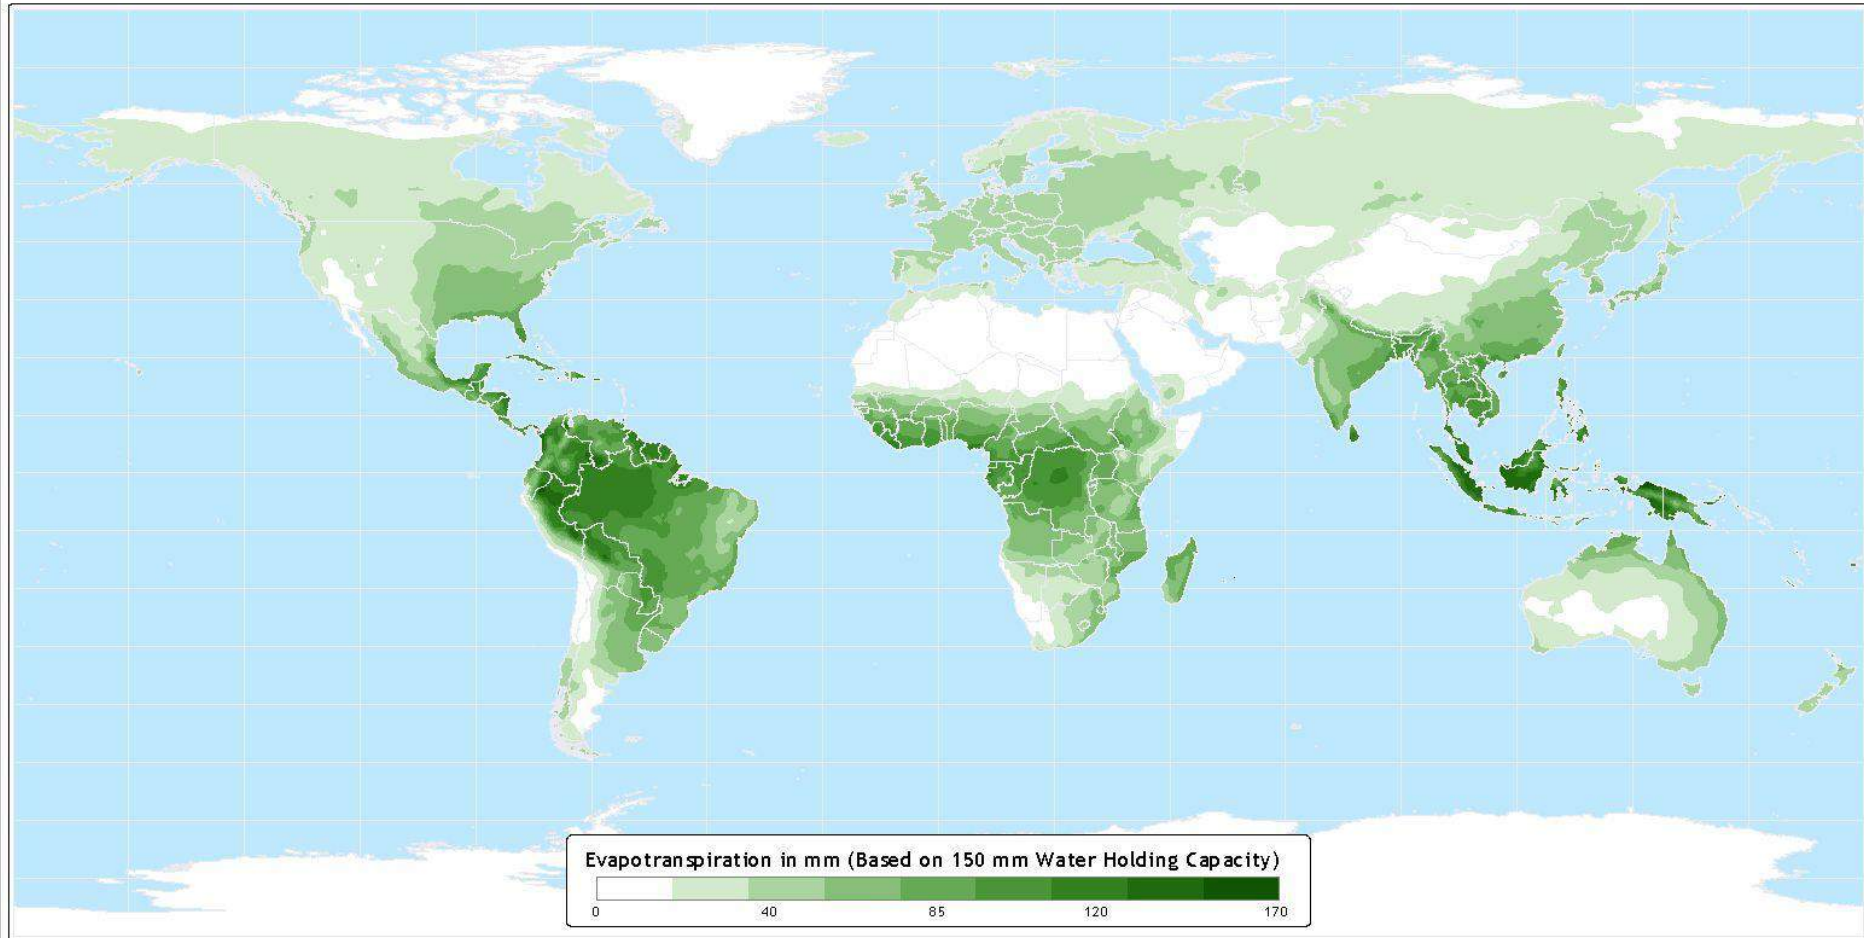 Evapotranspiration in mm (Based on 150 mm Water Holding Capacity)
0 40 85 120 170